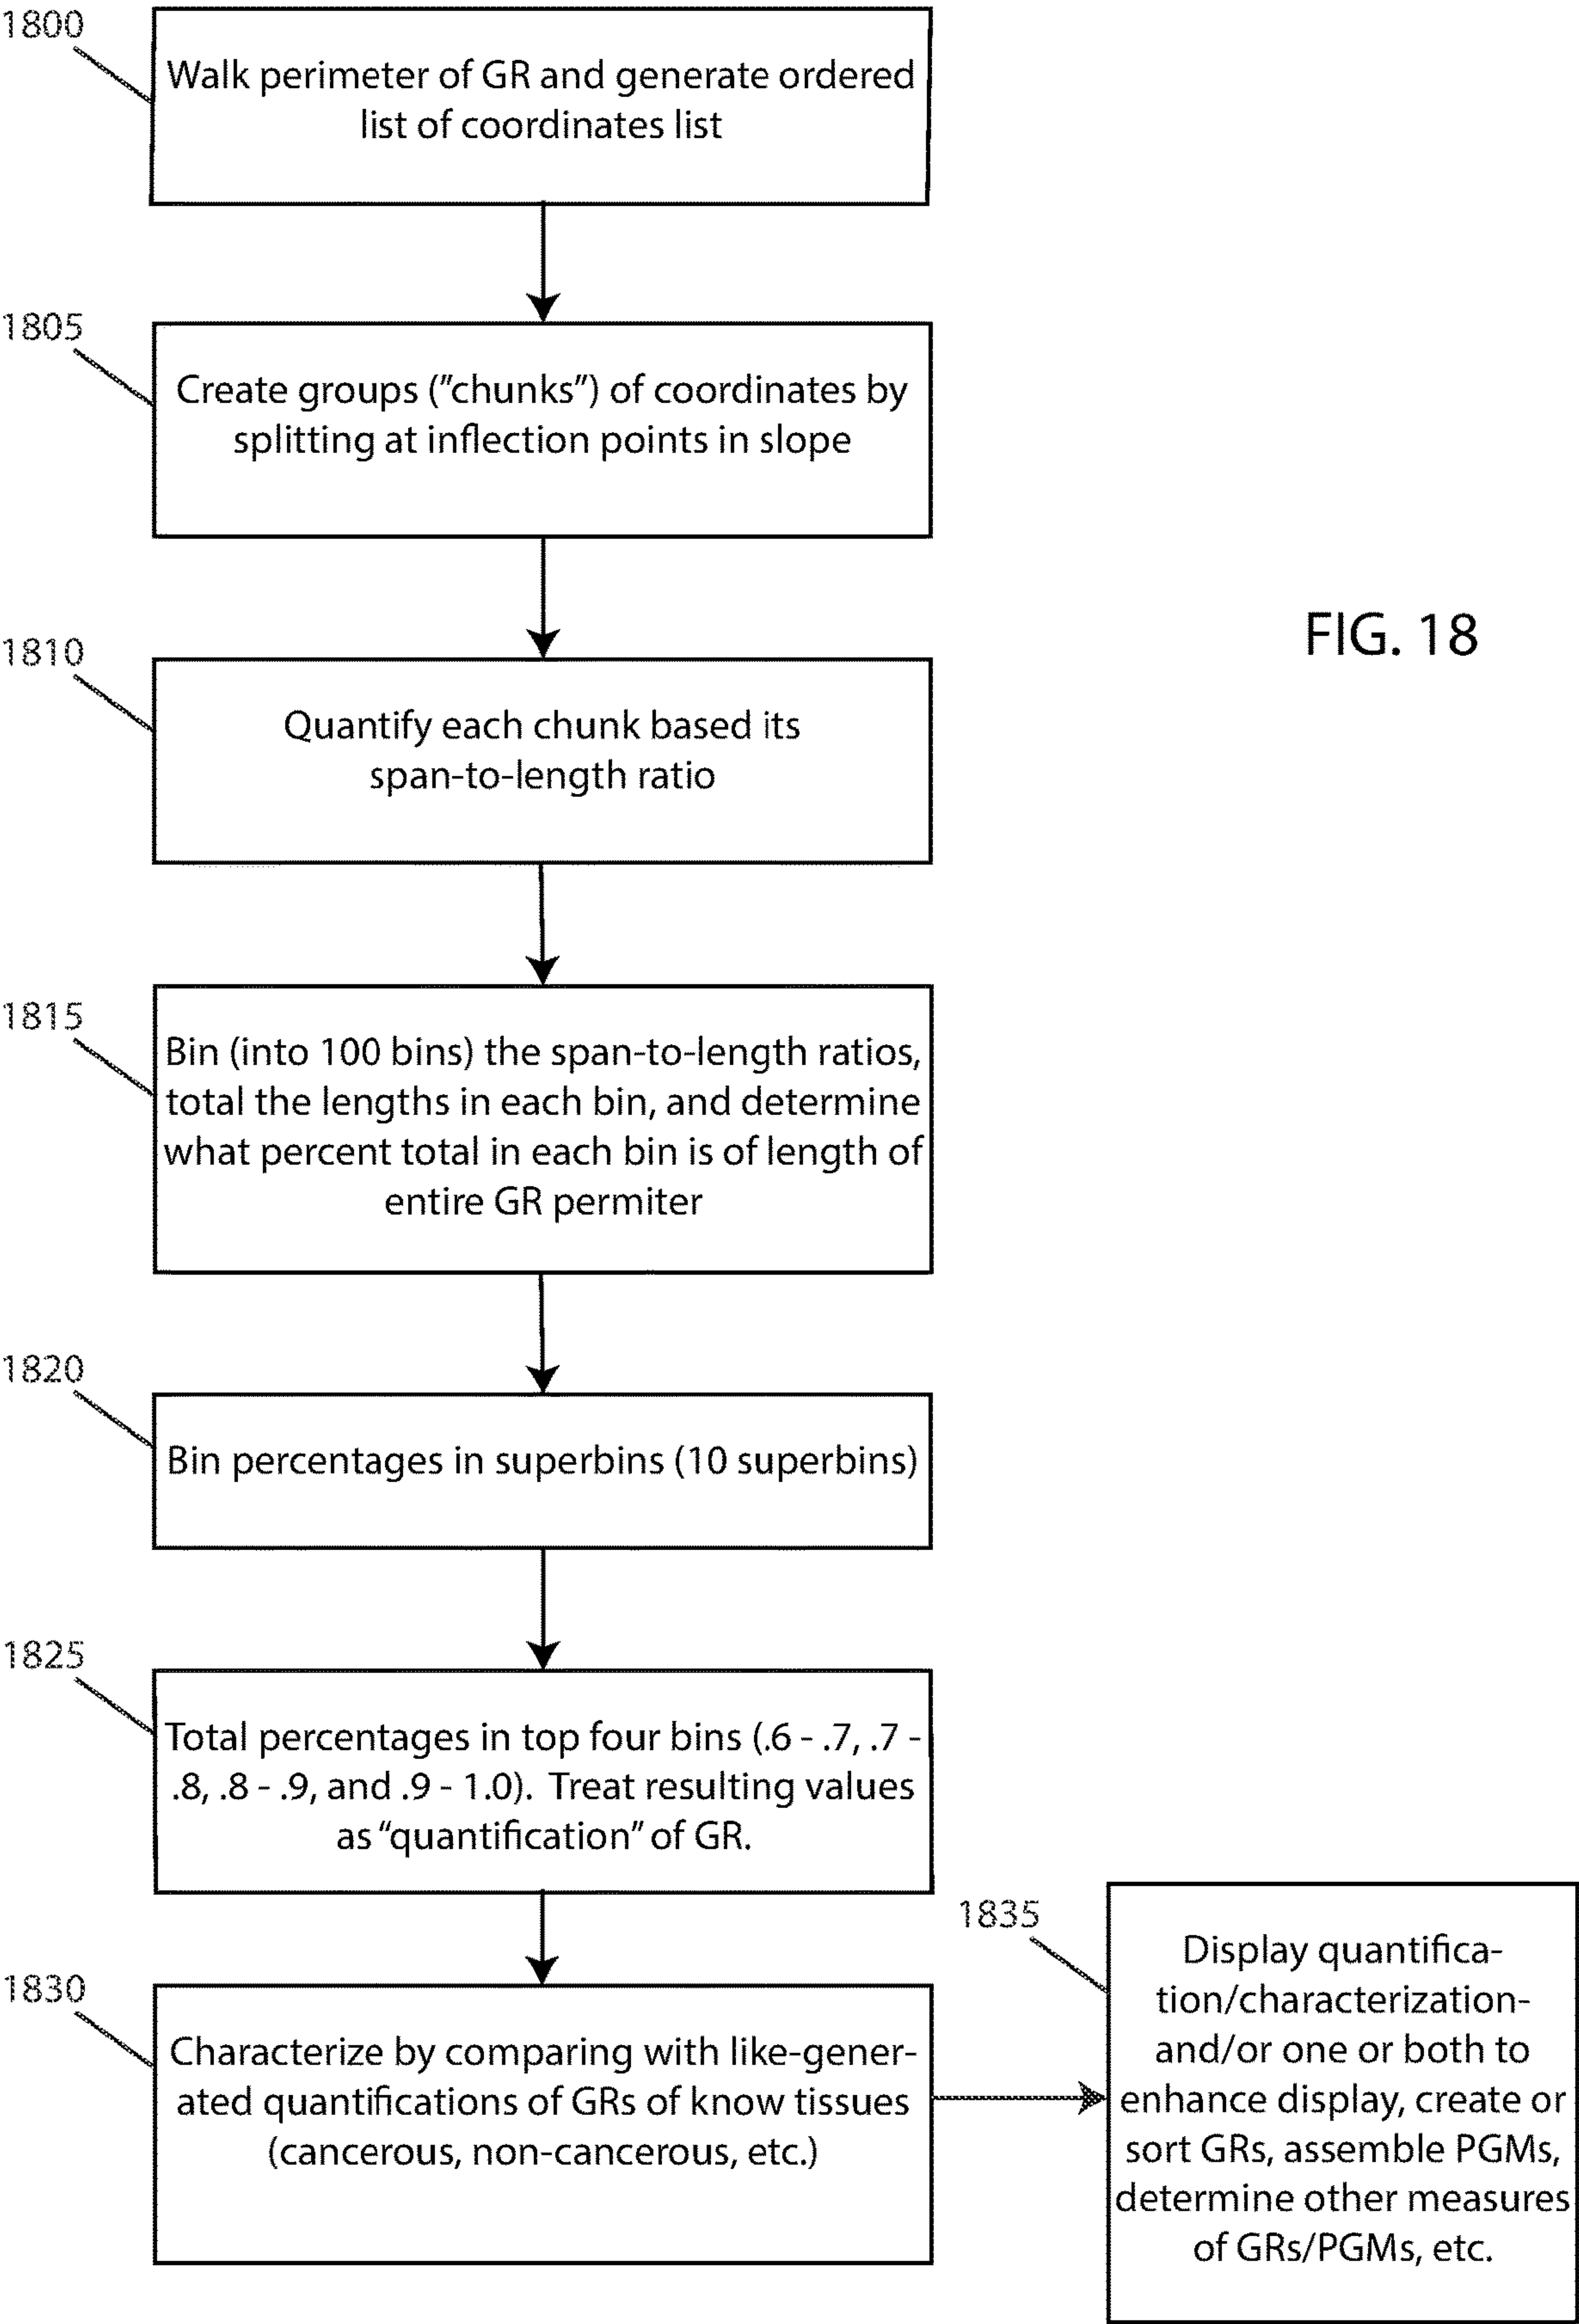 1800
Walk perimeter of GR and generate ordered
list of coordinates list
1805
Create groups ("chunks") of coordinates by
splitting at inflection points in slope
FIG. 18
1810
Quantify each chunk based its
span-to-length ratio
1815
Bin (into 100 bins) the span-to-length ratios,
total the lengths in each bin, and determine
what percent total in each bin is of length of
entire GR permiter
1820
Bin percentages in superbins (10 superbins)
1825
Total percentages in top four bins (.6 - .7, .7 -
.8, .8 - .9, and .9 - 1.0). Treat resulting values
as "quantification" of GR.
1830
Characterize by comparing with like-gener-
ated quantifications of GRs of know tissues
(cancerous, non-cancerous, etc.)
1835
Display quantifica-
tion/characterization-
and/or one or both to
enhance display, create or
sort GRs, assemble PGMs,
determine other measures
of GRs/PGMs, etc.